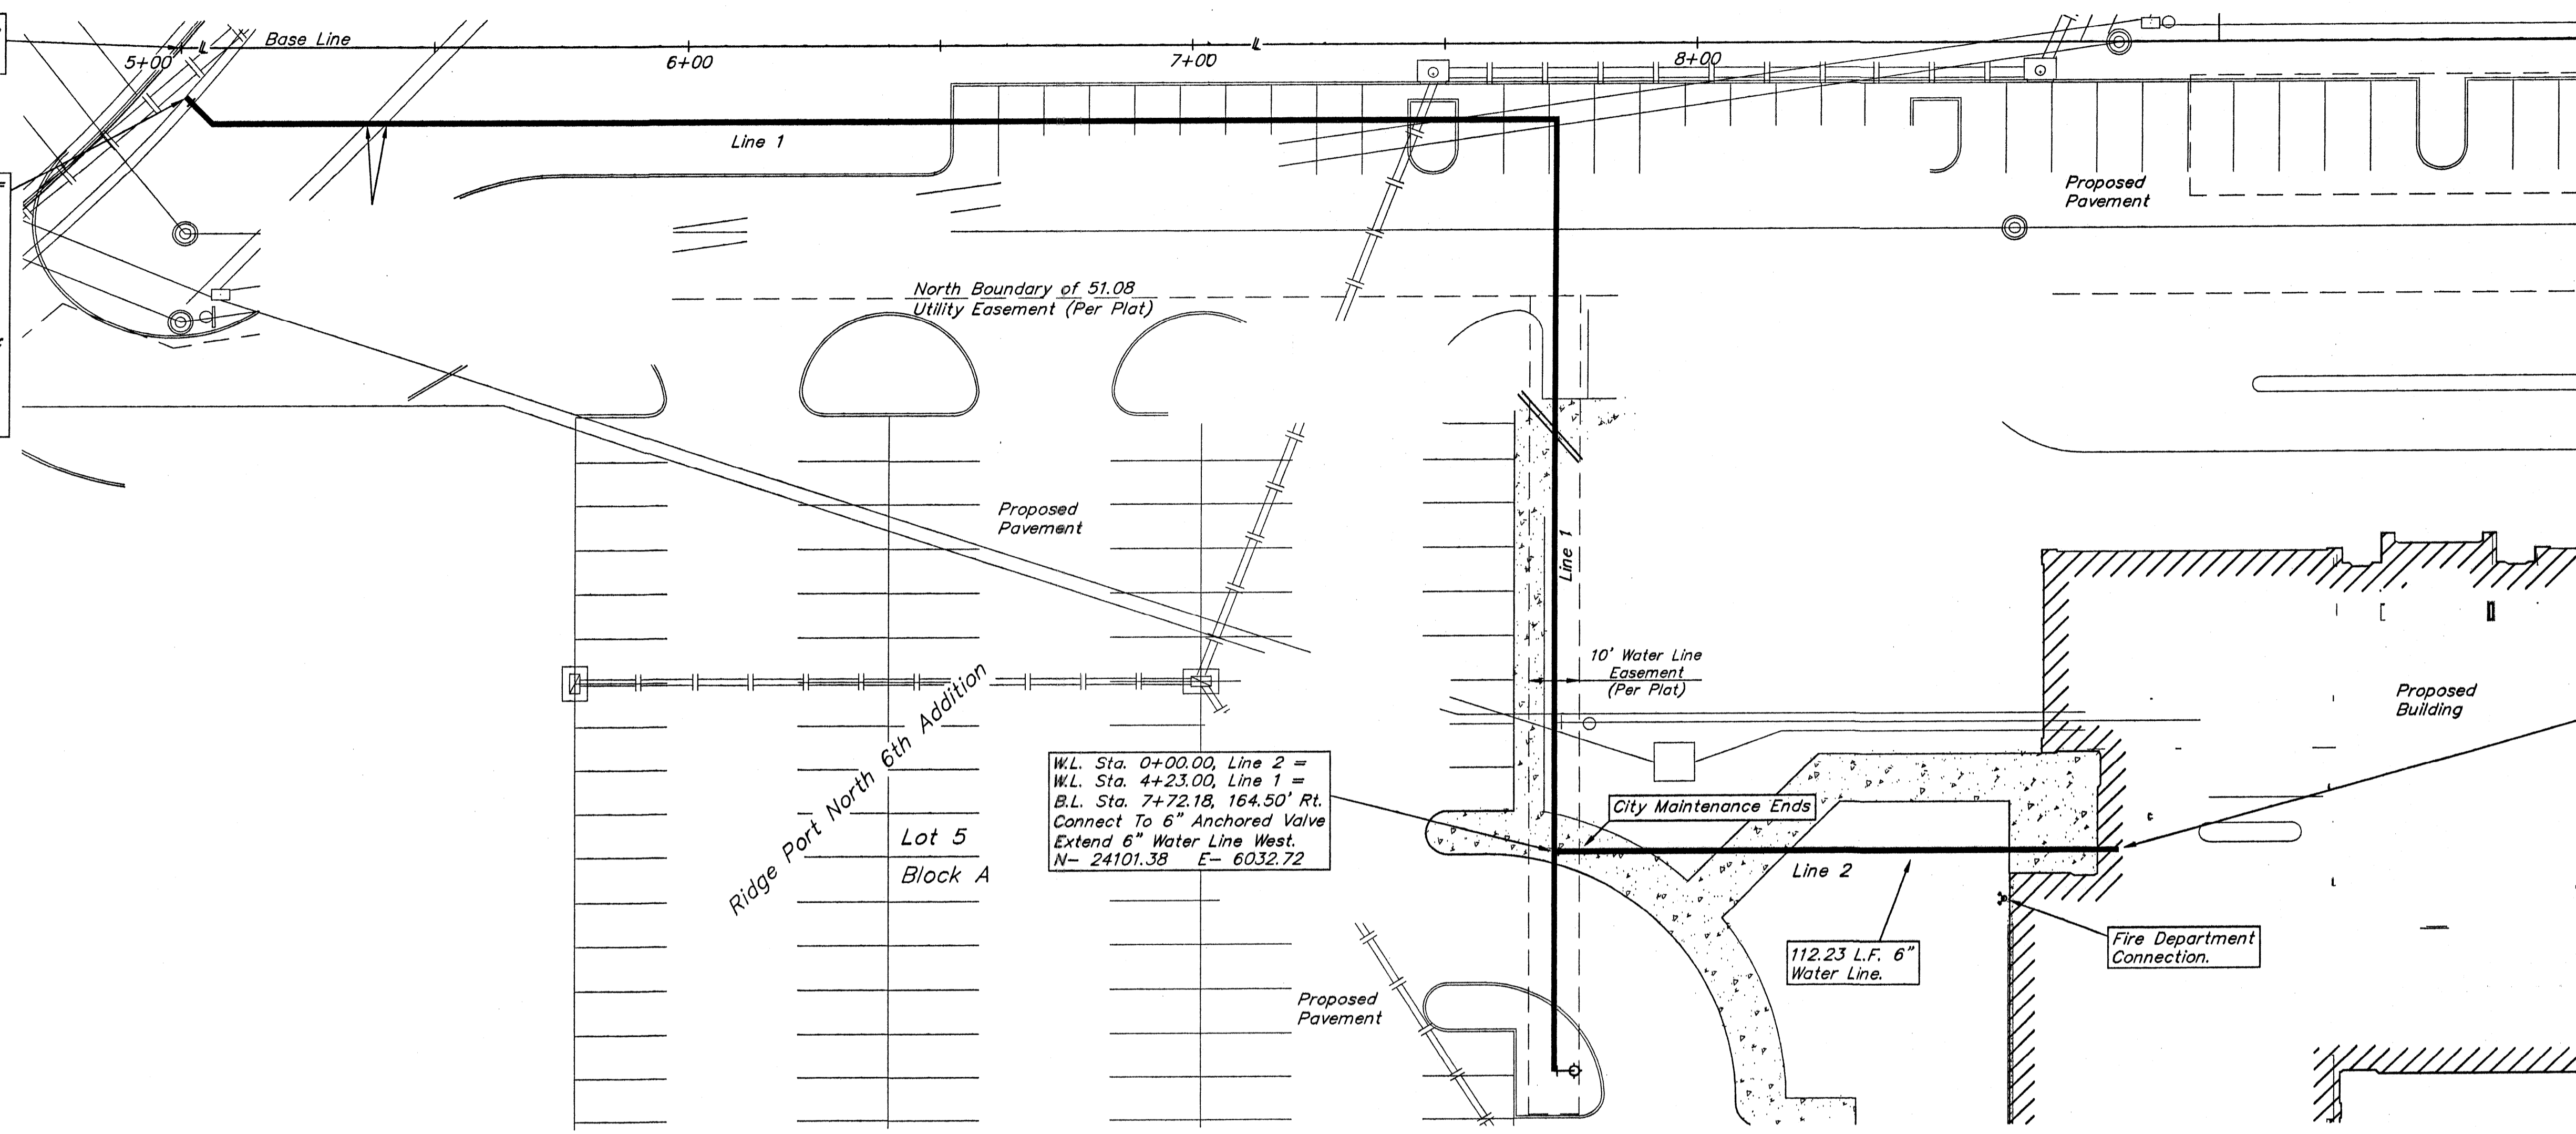 Base Line
5+00
6+00
7+00
8+00
Line 1
Proposed
Pavement
North Boundary of 51.08
Utility Easement (Per Plat)
Proposed
Pavement
Line 1
10' Water Line
Easement
(Per Plat)
Proposed
Building
Ridge Port North 6th Addition
W.L. Sta. 0+00.00, Line 2 =
W.L. Sta. 4+23.00, Line 1 =
B.L. Sta. 7+72.18, 164.50' Rt.
Connect To 6" Anchored Valve
Extend 6" Water Line West.
N- 24101.38 E- 6032.72
City Maintenance Ends
Lot 5
Block A
Line 2
112.23 L.F. 6"
Water Line.
Fire Department
Connection.
Proposed
Pavement